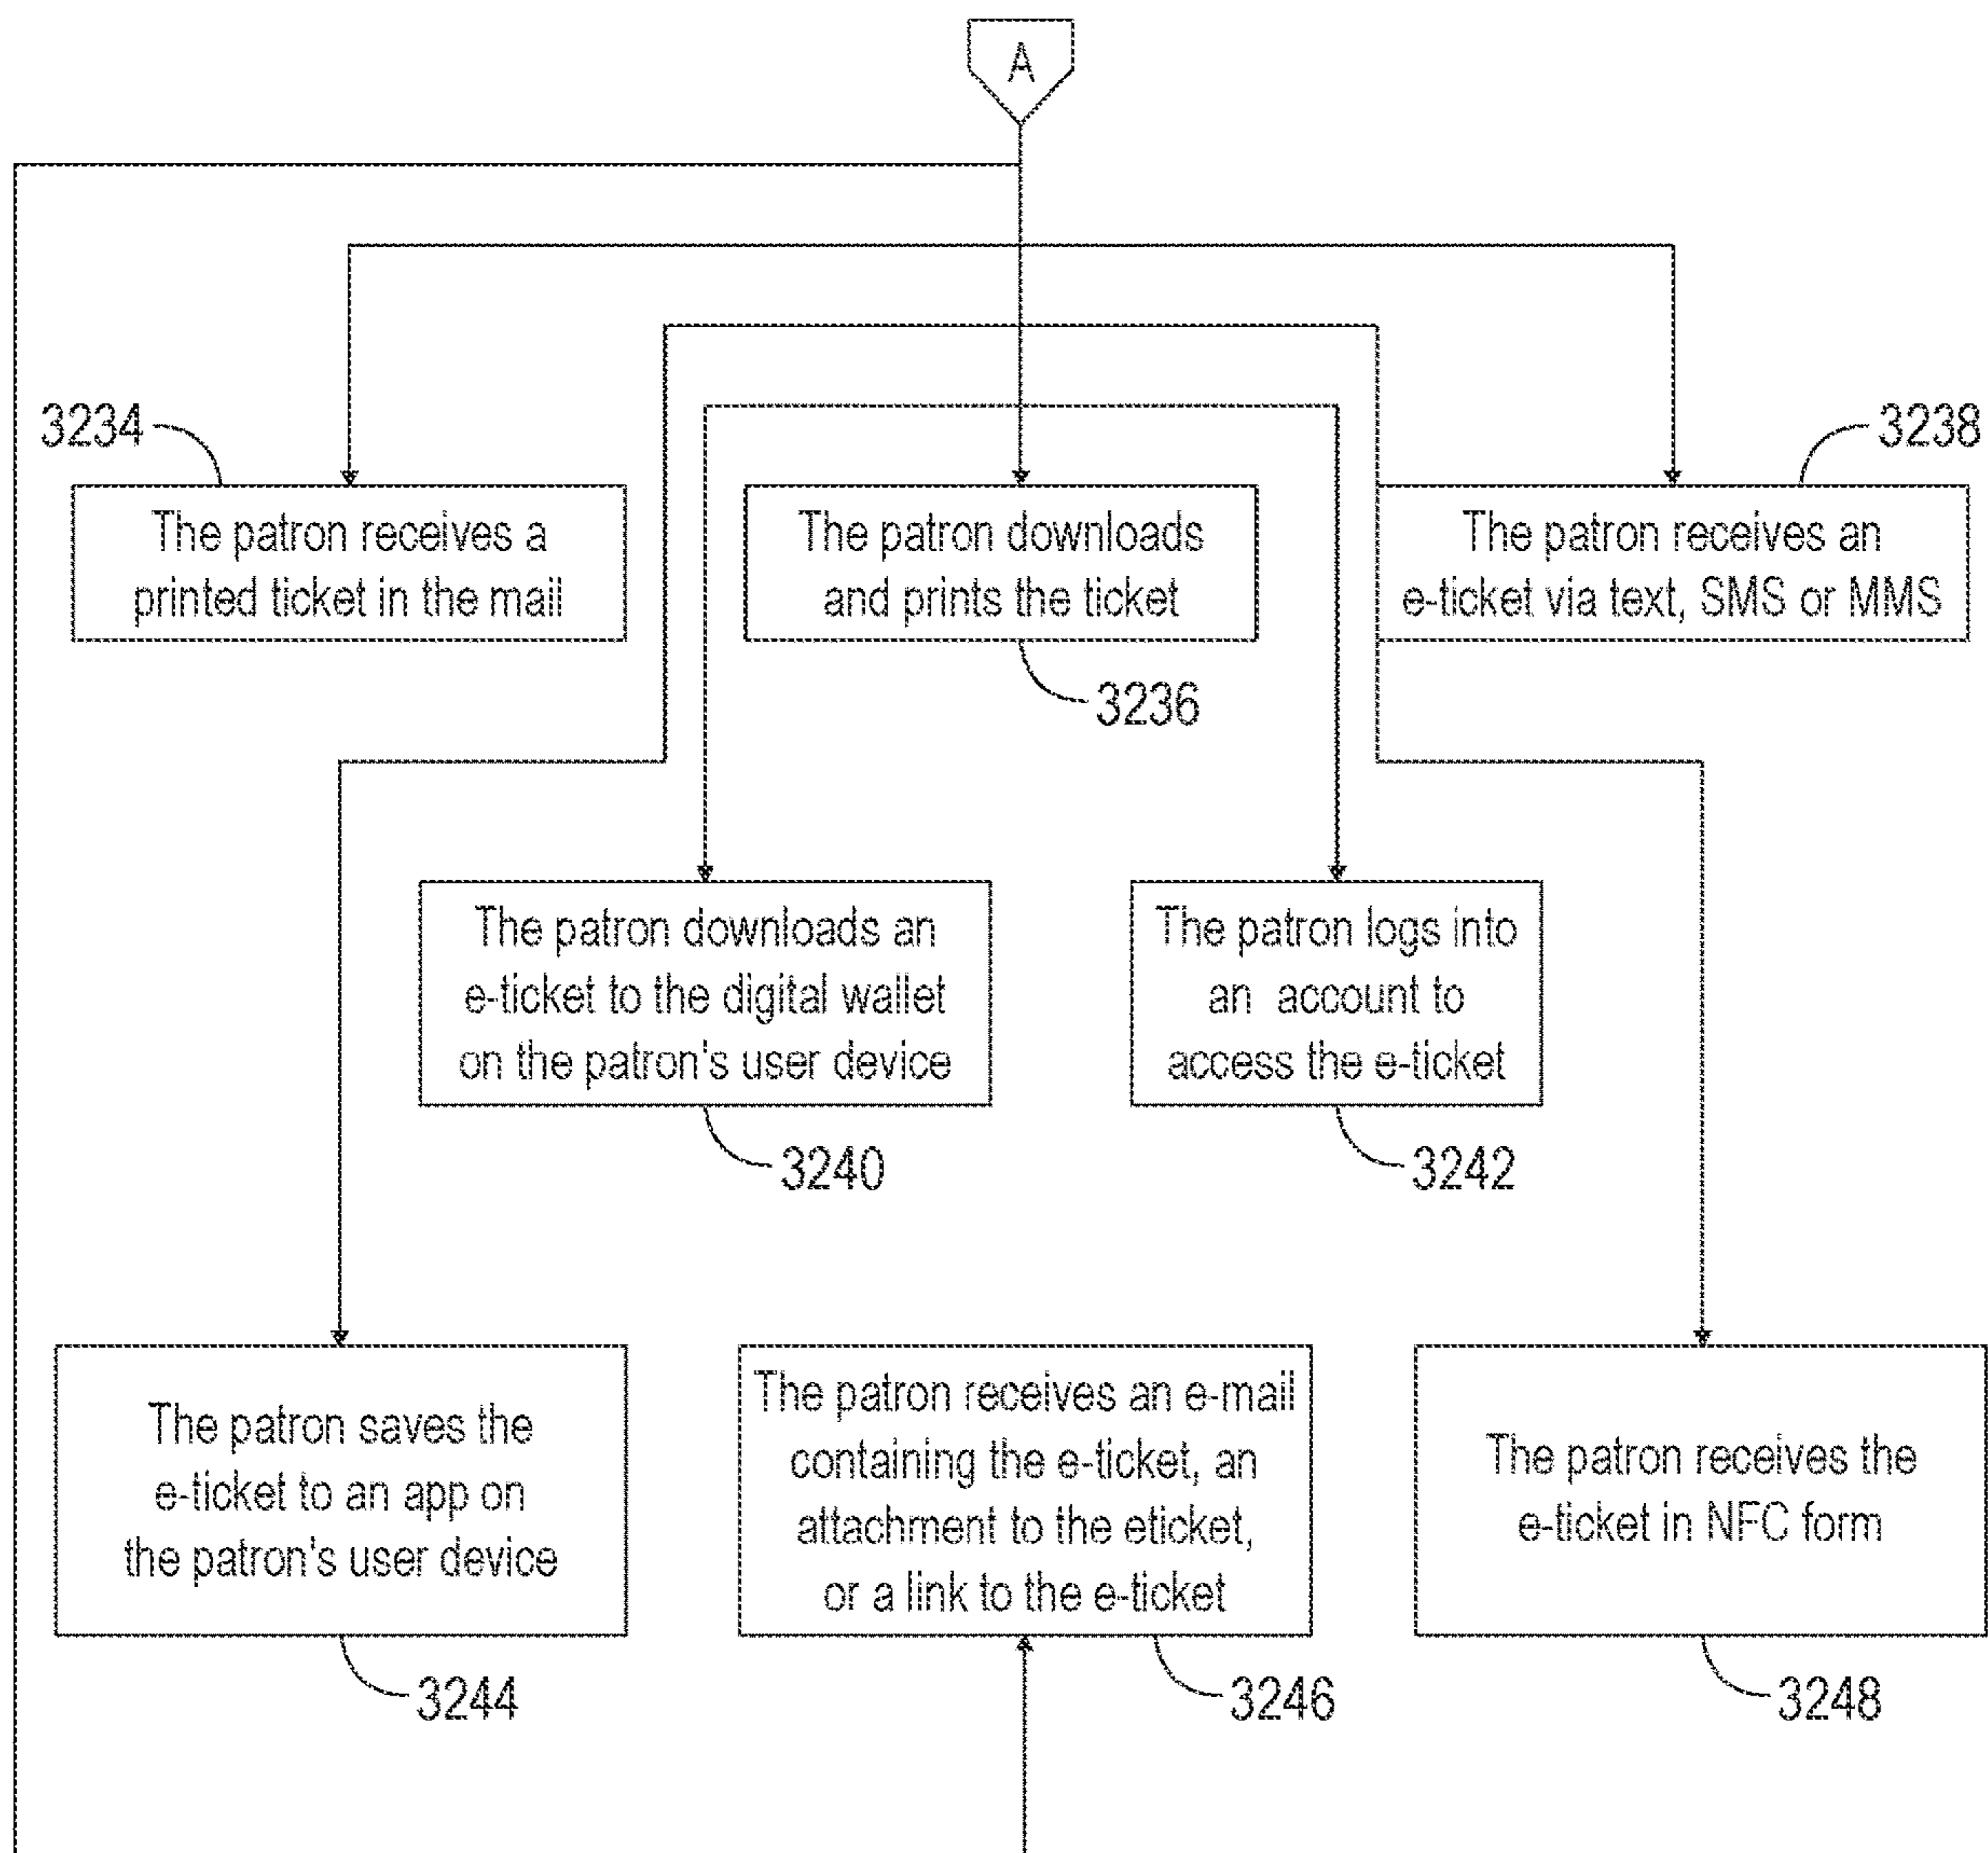 A
3234
3238
The patron receives a
printed ticket in the mail
The patron downloads
and prints the ticket
The patron receives an
e-ticket via text, SMS or MMS
3236
The patron downloads an
e-ticket to the digital wallet
on the patron's user device
The patron logs into
an account to
access the e-ticket
3240
3242
The patron saves the
e-ticket to an app on
the patron's user device
The patron receives an e-mail
containing the e-ticket, an
attachment to the eticket,
or a link to the e-ticket
The patron receives the
e-ticket in NFC form
3244
3246
3248